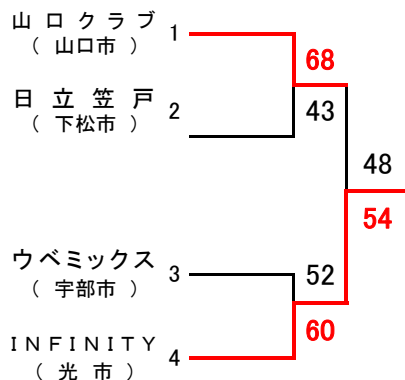 山口クラブ 1
(山口市)
68
日立笠戸 2
(下松市)
43
48
54
ウベミックス 3
(宇部市)
52
60
INFINITY 4
(光市)